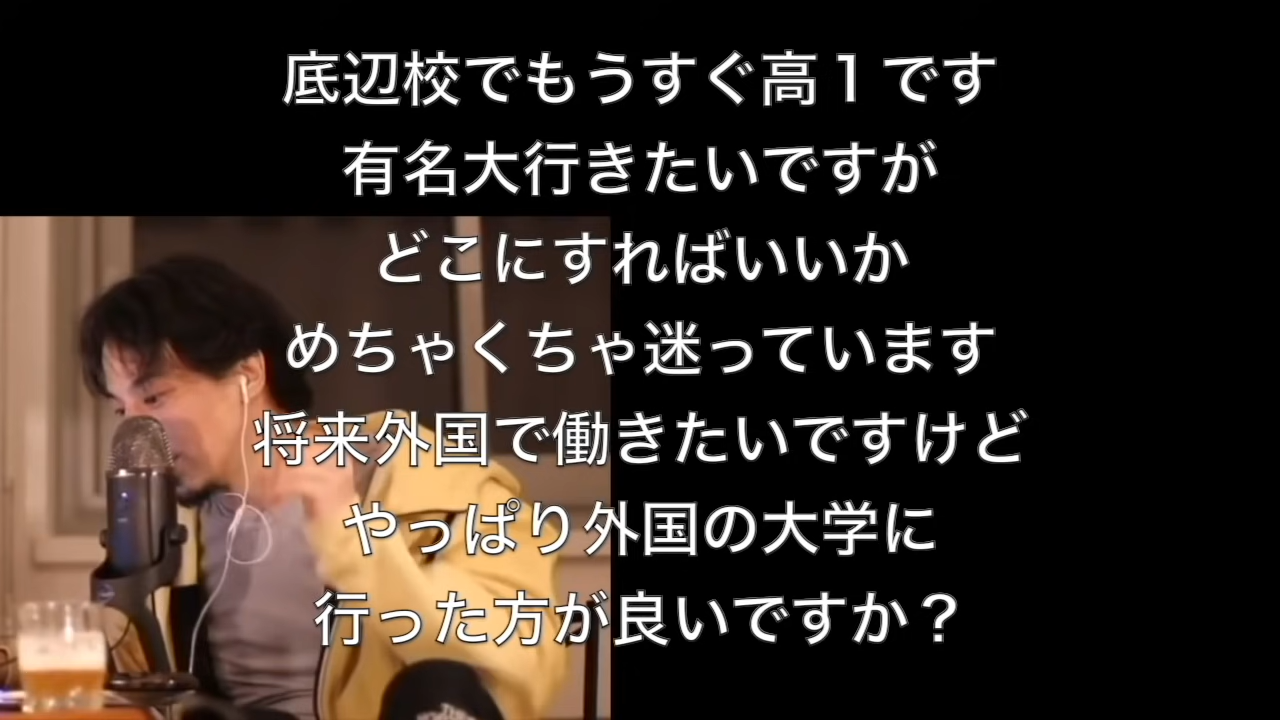 底辺校でもうすぐ高１です
有名大行きたいですが
どこにすればいいか
めちゃくちゃ迷っています
将来外国で働きたいですけど
やっぱり外国の大学に
行った方が良いですか？